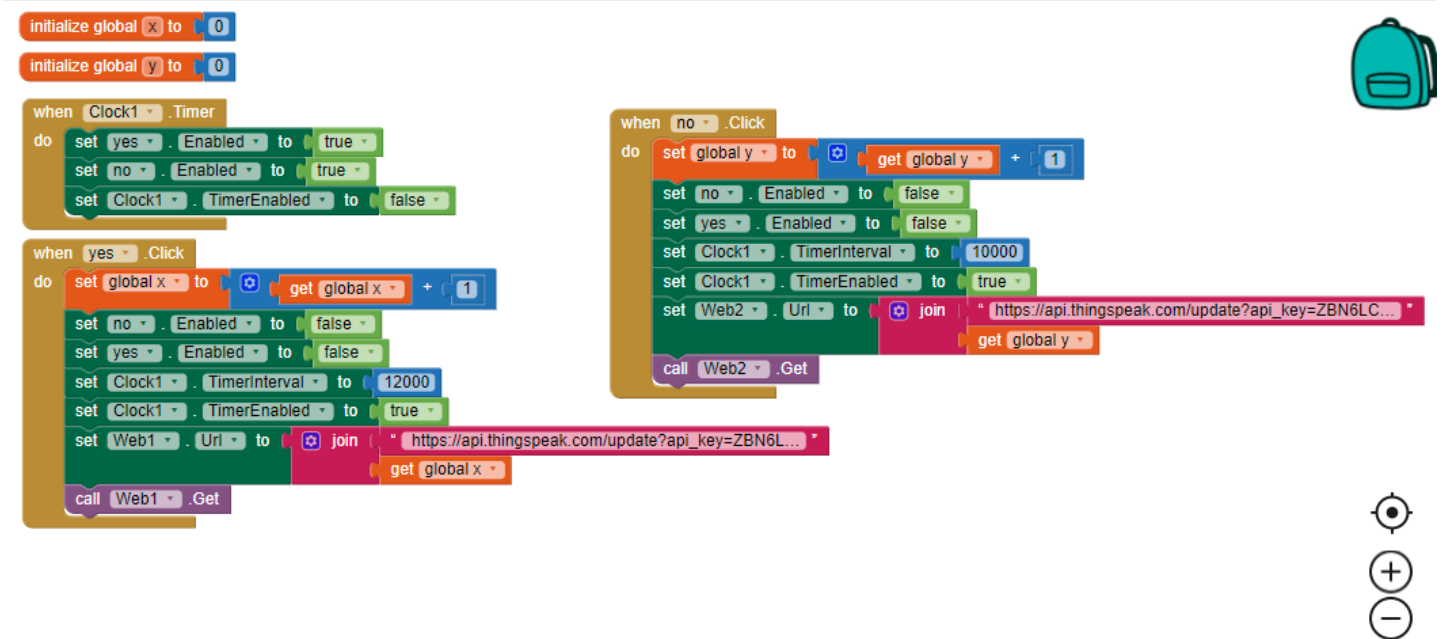 initialize global x to 0
initialize global y to 0
when Clock1 .Timer
do set yes . Enabled to true
set no . Enabled to true
set Clock1 . TimerEnabled to false
when yes .Click
do set global x to get global x + 1
set no . Enabled to false
set yes . Enabled to false
set Clock1 . TimerInterval to 12000
set Clock1 . TimerEnabled to true
set Web1 . Url to join " https://api.thingspeak.com/update?api_key=ZBN6L... "
get global x
call Web1 .Get
when no .Click
do set global y to get global y + 1
set no . Enabled to false
set yes . Enabled to false
set Clock1 . TimerInterval to 10000
set Clock1 . TimerEnabled to true
set Web2 . Url to join " https://api.thingspeak.com/update?api_key=ZBN6LC... "
get global y
call Web2 .Get